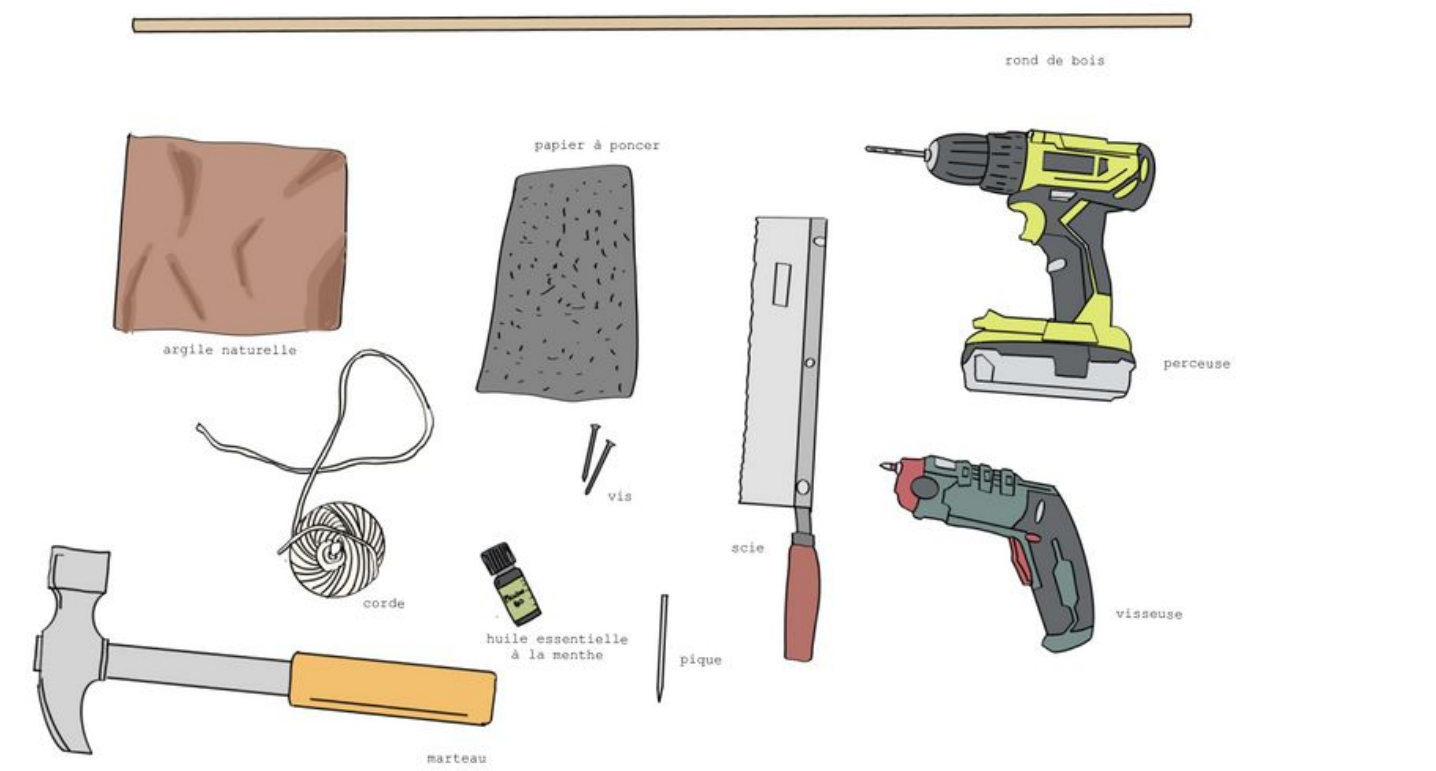 rond de bois
papier à poncer
argile naturelle
perceuse
vis
scie
corde
visseuse
huile essentielle
à la menthe
pique
marteau